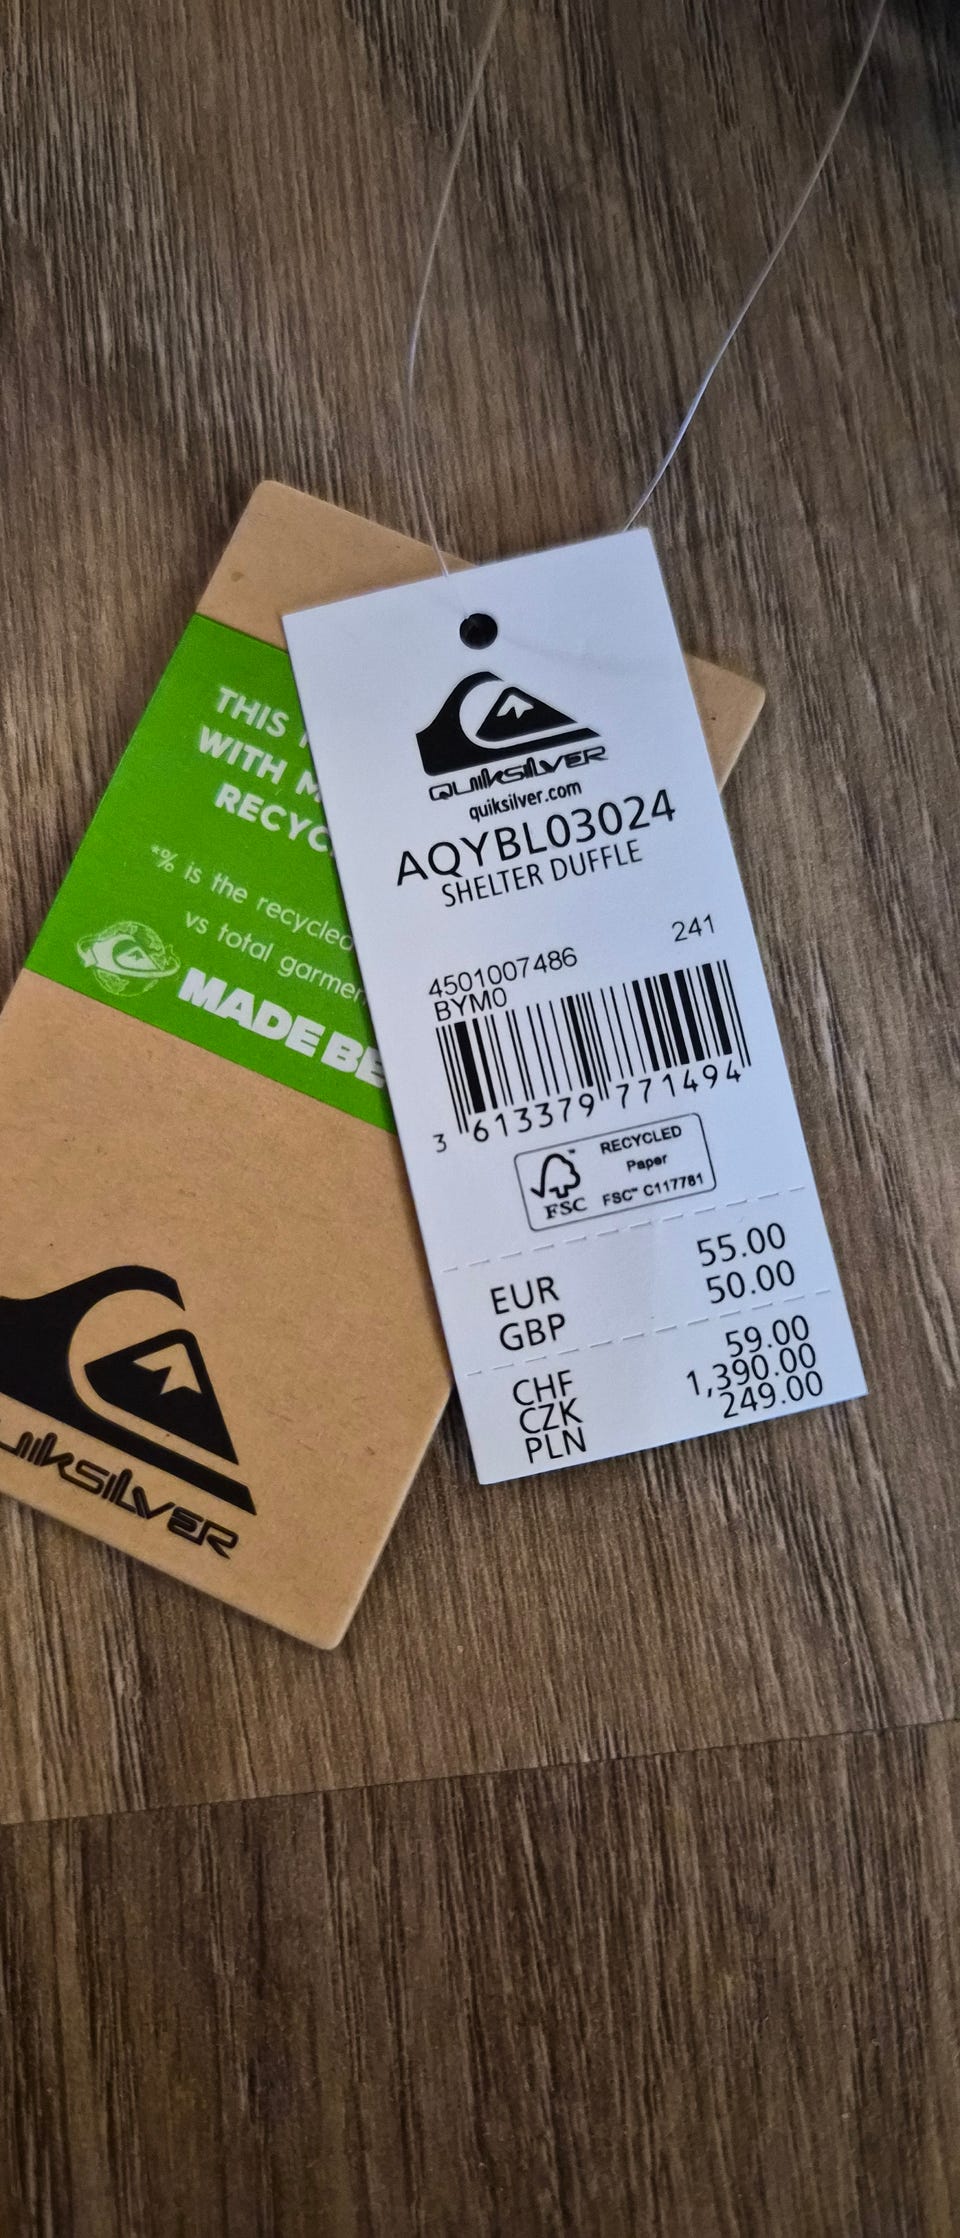 THIS
WITH
RECYC
*% is the recycled
vs total garmen
MADE BE
QUIKSILVER
QUIKSILVER
quiksilver.com
AQYBL03024
SHELTER DUFFLE
241
4501007486
BYM0
3 613379 771494
RECYCLED
Paper
FSC FSC™ C117781
EUR 55.00
GBP 50.00
CHF 59.00
CZK 1,390.00
PLN 249.00